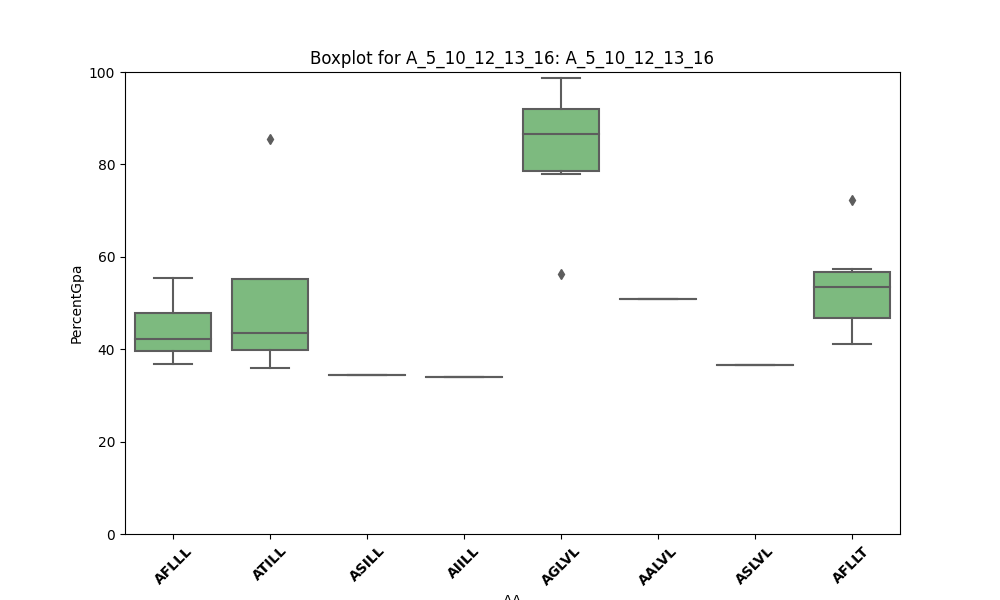 Boxplot for A_5_10_12_13_16: A_5_10_12_13_16
100
80
60
40
20
0
PercentGpa
AFLLL
ATILL
ASILL
AIILL
AGLVL
AALVL
ASLVL
AFLLT
AA